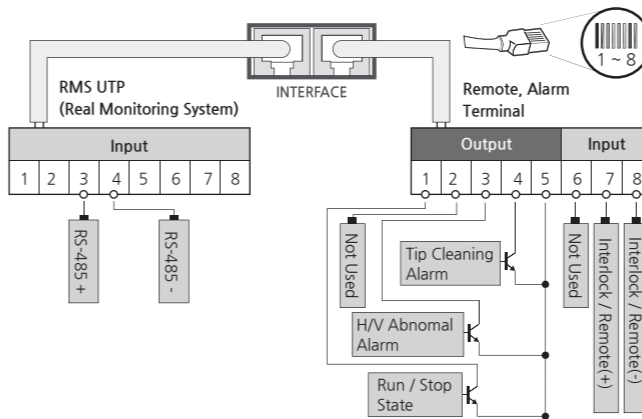 1 ~ 8
INTERFACE
RMS UTP
(Real Monitoring System)
Remote, Alarm
Terminal
Input
1 2 3 4 5 6 7 8
RS-485 +
RS-485 -
Output
Input
1 2 3 4 5 6 7 8
Not Used
Tip Cleaning
Alarm
H/V Abnomal
Alarm
Run / Stop
State
Not Used
Interlock / Remote(+)
Interlock / Remote(-)